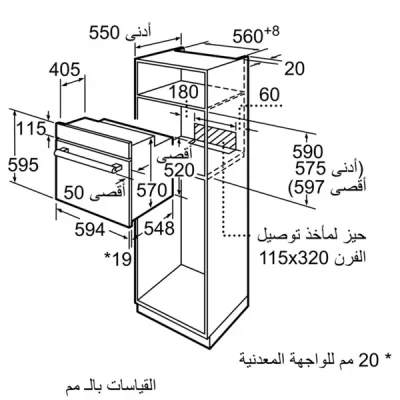 550 أدنى
560+8
20
405
180
60
115
أقصى
590
(أدنى 575
أقصى 597)
595
أقصى 50
570
520
594
548
*19
حيز لمأخذ توصيل
الفرن 115x320
* 20 مم للواجهة المعدنية
القياسات بالـ مم